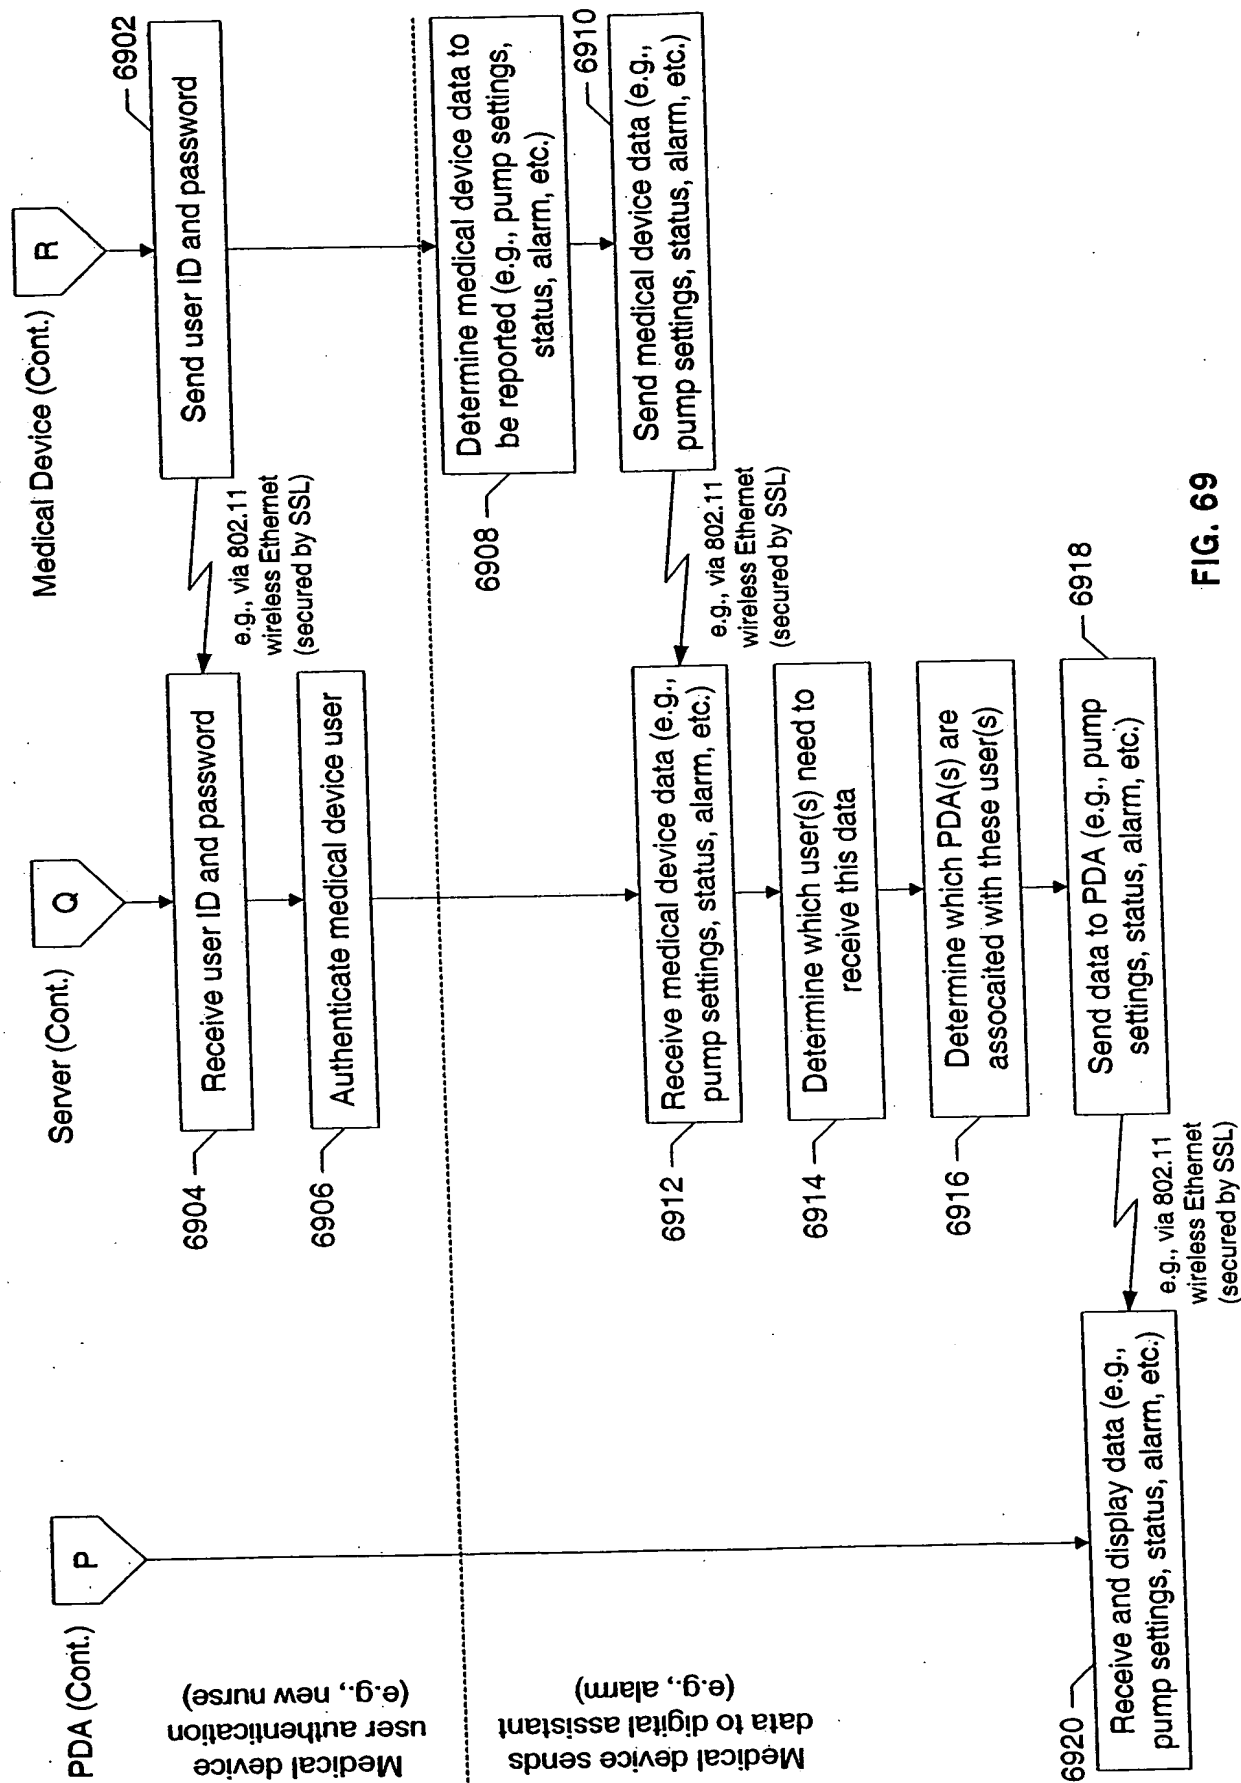 PDA (Cont.)
P
Server (Cont.)
Q
Medical Device (Cont.)
R
Medical device
user authentication
(e.g., new nurse)
6902
Send user ID and password
e.g., via 802.11
wireless Ethernet
(secured by SSL)
6904
Receive user ID and password
6906
Authenticate medical device user
Medical device sends
data to digital assistant
(e.g., alarm)
6908
Determine medical device data to
be reported (e.g., pump settings,
status, alarm, etc.)
6910
Send medical device data (e.g.,
pump settings, status, alarm, etc.)
e.g., via 802.11
wireless Ethernet
(secured by SSL)
6912
Receive medical device data (e.g.,
pump settings, status, alarm, etc.)
6914
Determine which user(s) need to
receive this data
6916
Determine which PDA(s) are
assocaited with these user(s)
6918
Send data to PDA (e.g., pump
settings, status, alarm, etc.)
e.g., via 802.11
wireless Ethernet
(secured by SSL)
6920
Receive and display data (e.g.,
pump settings, status, alarm, etc.)
FIG. 69